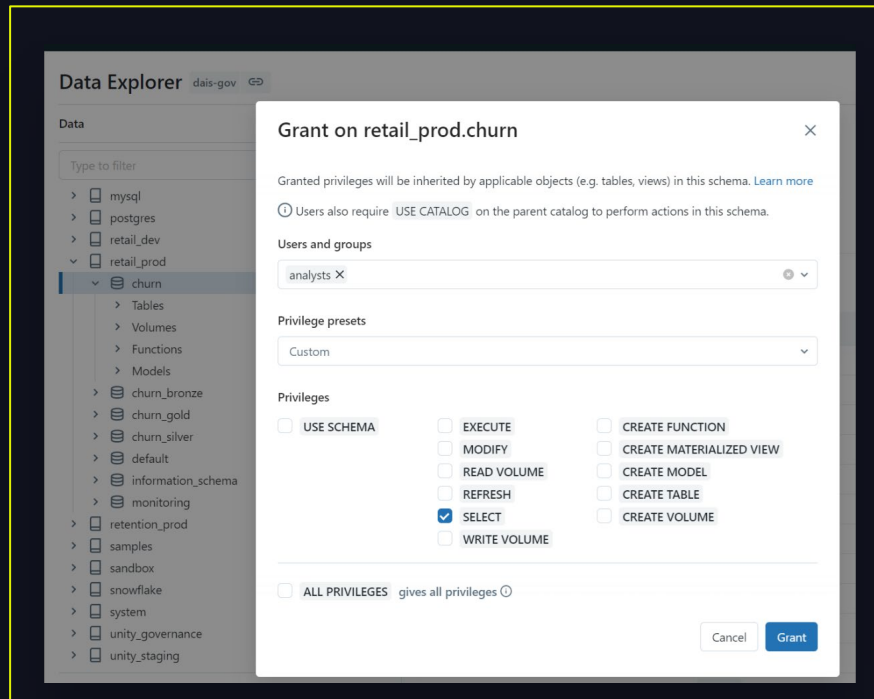 Data Explorer dais-gov
Data
Type to filter
mysql
postgres
retail_dev
retail_prod
churn
Tables
Volumes
Functions
Models
churn_bronze
churn_gold
churn_silver
default
information_schema
monitoring
retention_prod
samples
sandbox
snowflake
system
unity_governance
unity_staging
Grant on retail_prod.churn
Granted privileges will be inherited by applicable objects (e.g. tables, views) in this schema. Learn more
Users also require USE CATALOG on the parent catalog to perform actions in this schema.
Users and groups
analysts
Privilege presets
Custom
Privileges
USE SCHEMA
EXECUTE
MODIFY
READ VOLUME
REFRESH
SELECT
WRITE VOLUME
CREATE FUNCTION
CREATE MATERIALIZED VIEW
CREATE MODEL
CREATE TABLE
CREATE VOLUME
ALL PRIVILEGES gives all privileges
Cancel Grant